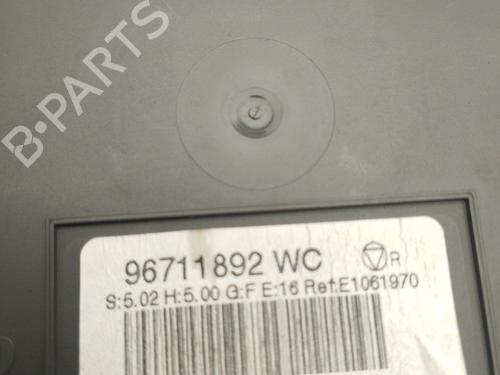 B-PARTS
96711892 WC R
S:5.02 H:5.00 G:F E:16 Ref:E1061970